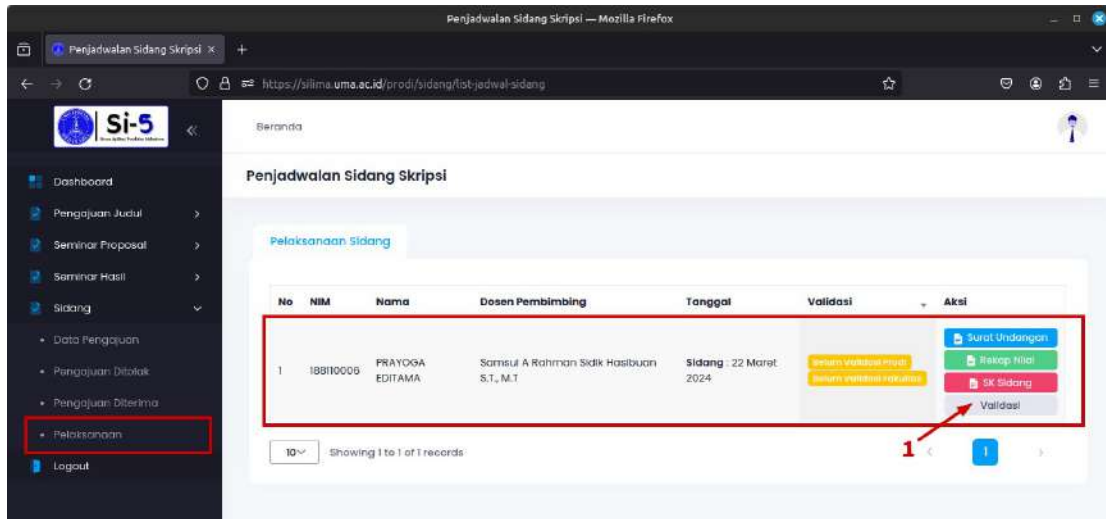 Penjadwalan Sidang Skripsi — Mozilla Firefox
Penjadwalan Sidang Skripsi
https://silima.uma.ac.id/prodi/sidang/list-jadwal-sidang
Si-5
Beranda
Penjadwalan Sidang Skripsi
Dashboard
Pengajuan Judul
Seminar Proposal
Seminar Hasil
Sidang
Data Pengajuan
Pengajuan Ditolak
Pengajuan Diterima
Pelaksanaan
Logout
Pelaksanaan Sidang
No NIM Nama Dosen Pembimbing Tanggal Validasi Aksi
1 188110006 PRAYOGA EDITAMA Samsul A Rahman Sidik Hasibuan S.T., M.T Sidang : 22 Maret 2024
Belum Validasi Prodi
Belum Validasi Fakultas
Surat Undangan
Rekap Nilai
SK Sidang
Validasi
1
10 Showing 1 to 1 of 1 records
1